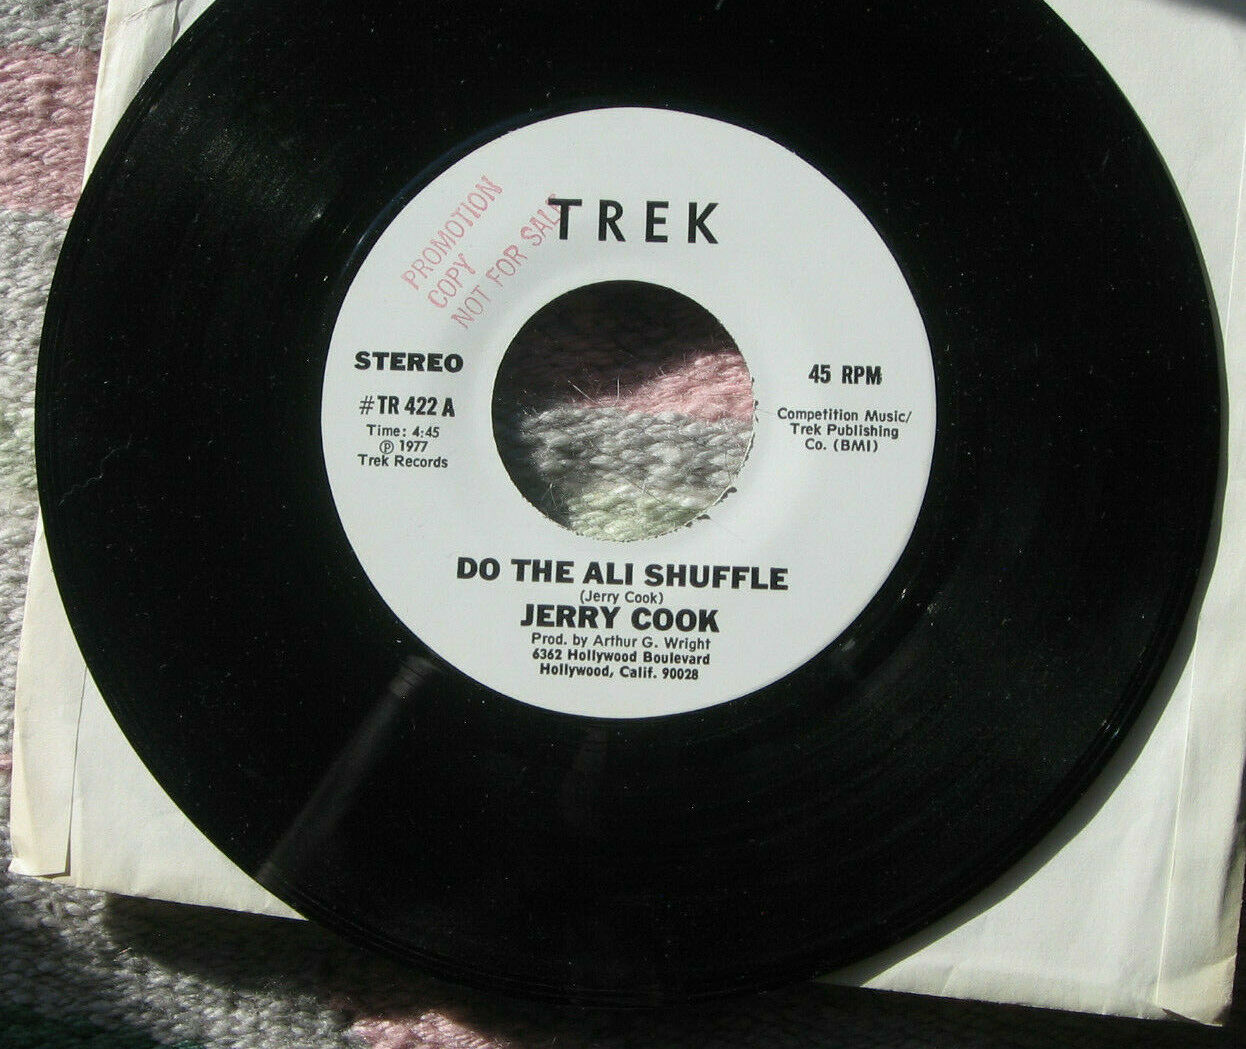 TREK
PROMOTION
COPY
NOT FOR SALE
STEREO
#TR 422 A
Time: 4:45
Ⓟ 1977
Trek Records
45 RPM
Competition Music/
Trek Publishing
Co. (BMI)
DO THE ALI SHUFFLE
(Jerry Cook)
JERRY COOK
Prod. by Arthur G. Wright
6362 Hollywood Boulevard
Hollywood, Calif. 90028